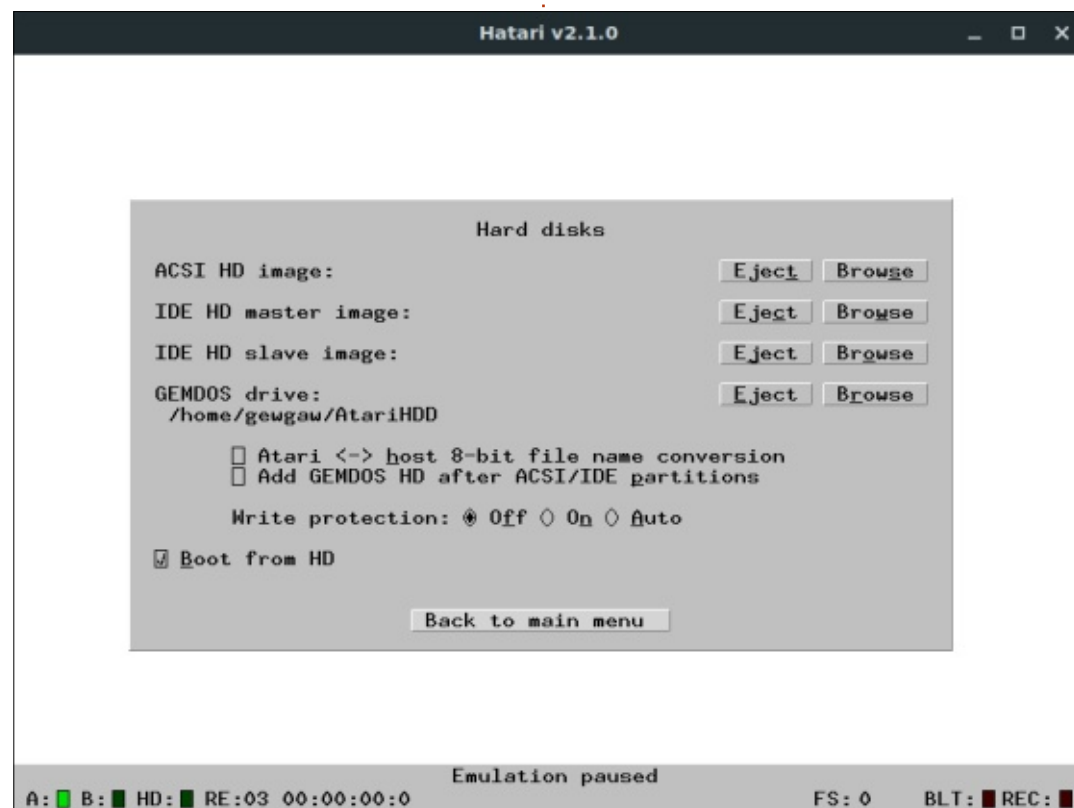 Hatari v2.1.0
Hard disks
ACSI HD image: Eject Browse
IDE HD master image: Eject Browse
IDE HD slave image: Eject Browse
GEMDOS drive: Eject Browse
/home/gewgaw/AtariHDD
Atari <-> host 8-bit file name conversion
Add GEMDOS HD after ACSI/IDE partitions
Write protection: Off On Auto
Boot from HD
Back to main menu
Emulation paused
A: B: HD: RE:03 00:00:00:0 FS: 0 BLT: REC: